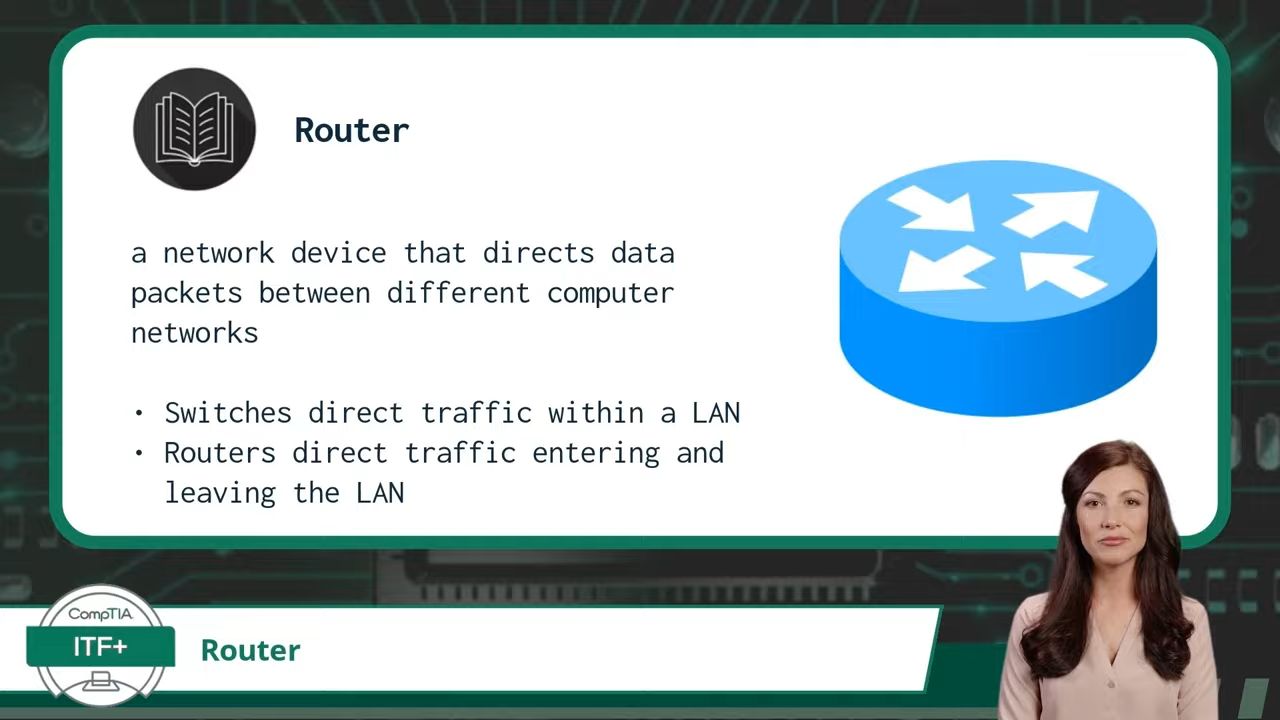 Router
a network device that directs data
packets between different computer
networks
• Switches direct traffic within a LAN
• Routers direct traffic entering and
leaving the LAN
CompTIA
ITF+
Router